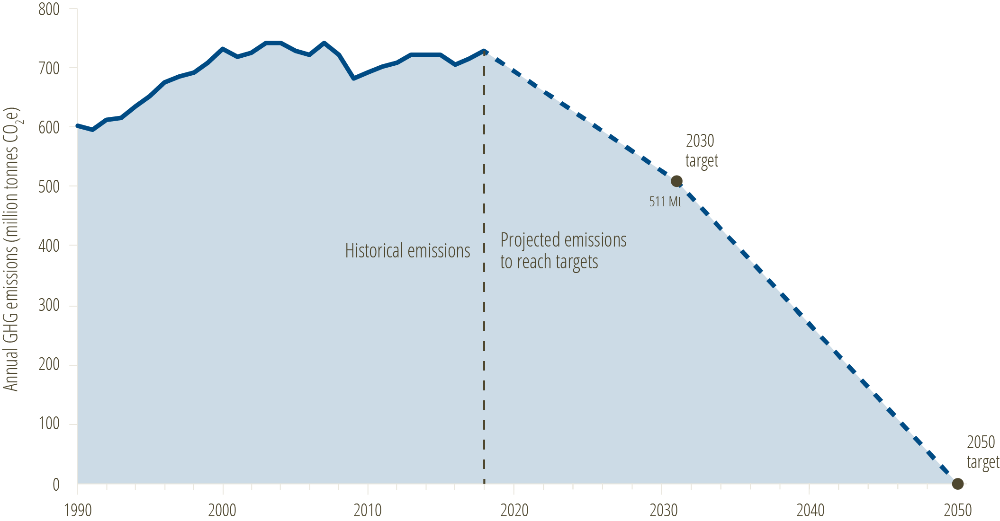 Annual GHG emissions (million tonnes CO₂e)
800
700
600
500
400
300
200
100
0
Historical emissions
Projected emissions
to reach targets
2030
target
511 Mt
2050
target
1990
2000
2010
2020
2030
2040
2050